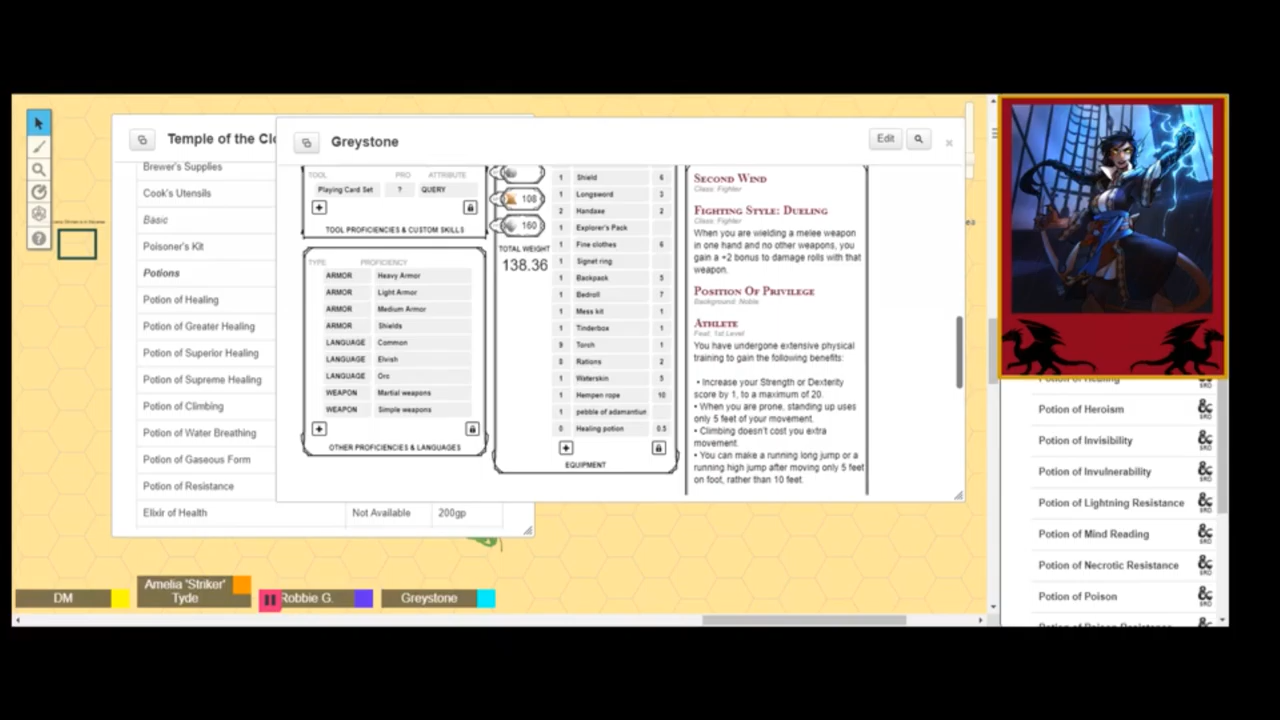 Temple of the Cle
Brewer's Supplies
Cook's Utensils
Basic
Poisoner's Kit
Potions
Potion of Healing
Potion of Greater Healing
Potion of Superior Healing
Potion of Supreme Healing
Potion of Climbing
Potion of Water Breathing
Potion of Gaseous Form
Potion of Resistance
Elixir of Health Not Available 200gp
Greystone
Edit
TOOL PRO ATTRIBUTE
Playing Card Set ? QUERY
TOOL PROFICIENCIES & CUSTOM SKILLS
TYPE PROFICIENCY
ARMOR Heavy Armor
ARMOR Light Armor
ARMOR Medium Armor
ARMOR Shields
LANGUAGE Common
LANGUAGE Elvish
LANGUAGE Orc
WEAPON Martial weapons
WEAPON Simple weapons
OTHER PROFICIENCIES & LANGUAGES
108
160
TOTAL WEIGHT
138.36
1 Shield 6
1 Longsword 3
2 Handaxe 2
1 Explorer's Pack
1 Fine clothes 6
1 Signet ring
1 Backpack 5
1 Bedroll 7
1 Mess kit 1
1 Tinderbox 1
9 Torch 1
8 Rations 2
1 Waterskin 5
1 Hempen rope 10
1 pebble of adamantiun
0 Healing potion 0.5
EQUIPMENT
SECOND WIND
Class: Fighter
FIGHTING STYLE: DUELING
Class: Fighter
When you are wielding a melee weapon
in one hand and no other weapons, you
gain a +2 bonus to damage rolls with that
weapon.
POSITION OF PRIVILEGE
Background: Noble
ATHLETE
Feat: 1st Level
You have undergone extensive physical
training to gain the following benefits:
• Increase your Strength or Dexterity
score by 1, to a maximum of 20.
• When you are prone, standing up uses
only 5 feet of your movement.
• Climbing doesn't cost you extra
movement.
• You can make a running long jump or a
running high jump after moving only 5 feet
on foot, rather than 10 feet.
Potion of Healing
Potion of Heroism
Potion of Invisibility
Potion of Invulnerability
Potion of Lightning Resistance
Potion of Mind Reading
Potion of Necrotic Resistance
Potion of Poison
Potion of Poison Resistance
DM
Amelia 'Striker'
Tyde
Robbie G.
Greystone